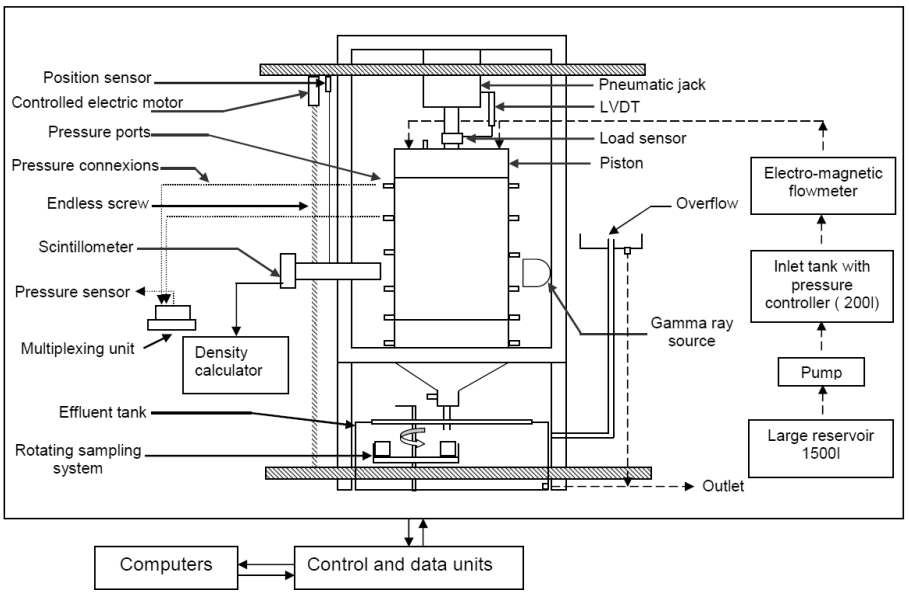 Position sensor
Controlled electric motor
Pressure ports
Pressure connexions
Endless screw
Scintillometer
Pressure sensor
Multiplexing unit
Density
calculator
Effluent tank
Rotating sampling
system
Pneumatic jack
LVDT
Load sensor
Piston
Overflow
Gamma ray
source
Electro-magnetic
flowmeter
Inlet tank with
pressure
controller ( 200l)
Pump
Large reservoir
1500l
Outlet
Computers
Control and data units